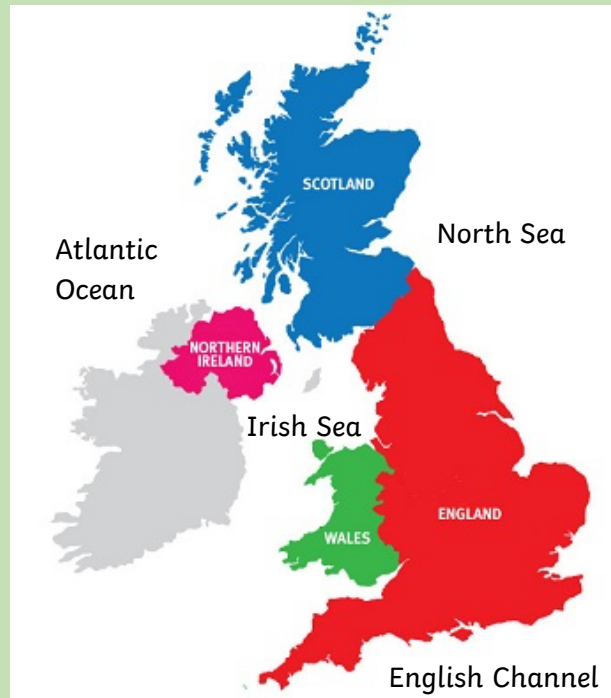 SCOTLAND
North Sea
Atlantic
Ocean
NORTHERN
IRELAND
Irish Sea
ENGLAND
WALES
English Channel